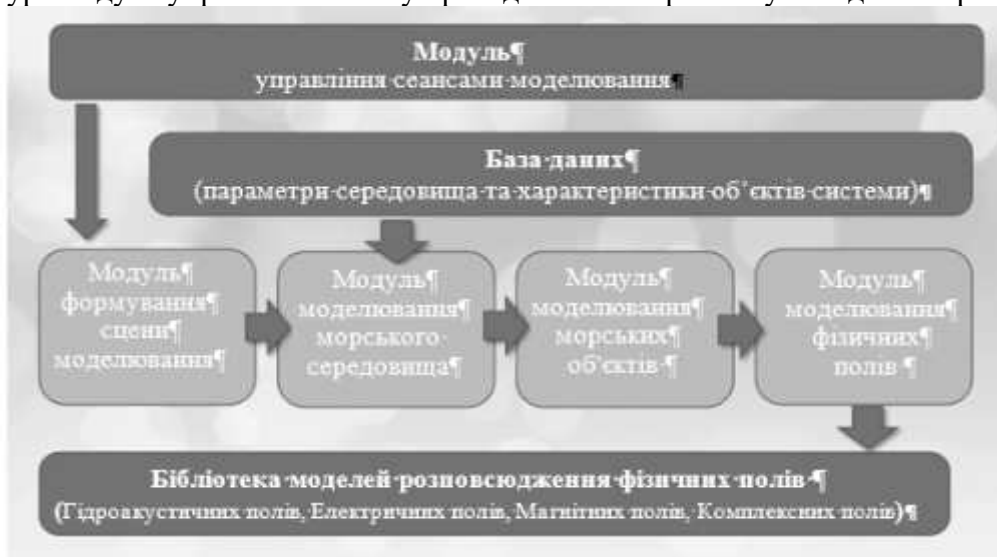 Модуль¶
управління·сеансами·моделювання¶
База·даних¶
(параметри·середовища·та·характеристики·об'єктів·системи)¶
Модуль¶
формування¶
сцени¶
моделювання¶
Модуль¶
моделювання¶
морського·
середовища¶
Модуль¶
моделювання¶
морських¶
об'єктів·¶
Модуль¶
моделювання¶
фізичних¶
полів·¶
Бібліотека·моделей·розповсюдження·фізичних·полів·¶
(Гідроакустичних полів, Електричних полів, Магнітних полів, Комплексних полів)¶